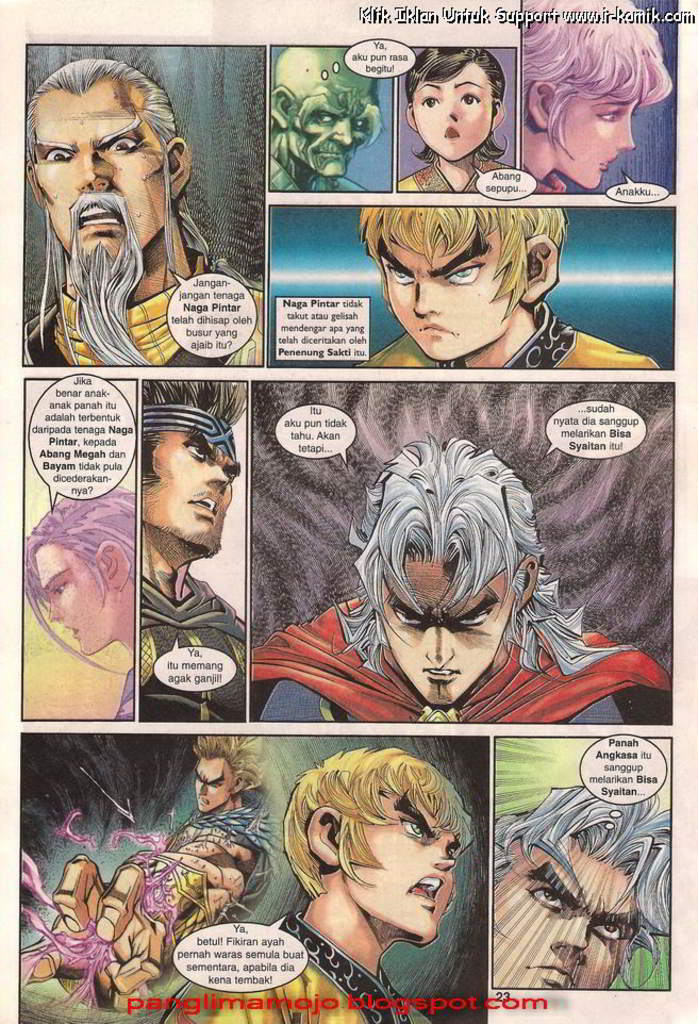 Klik Iklan Untuk Support www.i-komik.com
Jangan-
jangan tenaga
Naga Pintar
telah dihisap oleh
busur yang
ajaib itu?
Ya,
aku pun rasa
begitu!
Abang
sepupu...
Anakku...
Naga Pintar tidak
takut atau gelisah
mendengar apa yang
telah diceritakan oleh
Penenung Sakti itu.
Jika
benar anak-
anak panah itu
adalah terbentuk
daripada tenaga Naga
Pintar, kepada
Abang Megah dan
Bayam tidak pula
dicederakan-
nya?
Ya,
itu memang
agak ganjil!
Itu
aku pun tidak
tahu. Akan
tetapi...
...sudah
nyata dia sanggup
melarikan Bisa
Syaitan itu!
Ya,
betul! Fikiran ayah
pernah waras semula buat
sementara, apabila dia
kena tembak!
Panah
Angkasa itu
sanggup
melarikan Bisa
Syaitan...
23
panglimamojo.blogspot.com